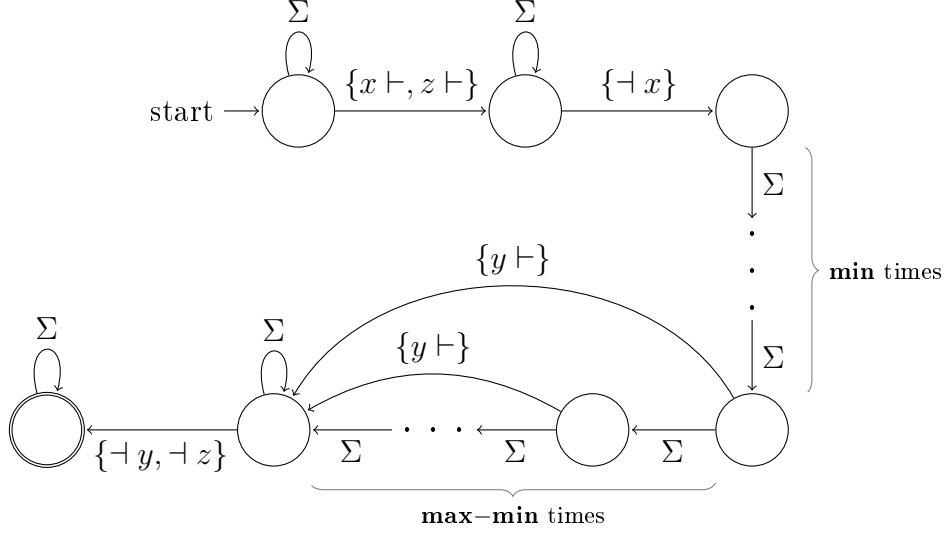 Σ Σ
start {x ⊢, z ⊢} {⊣ x}
Σ
min times
{y ⊢}
Σ Σ {y ⊢} Σ
{⊣ y, ⊣ z} Σ Σ Σ
max−min times